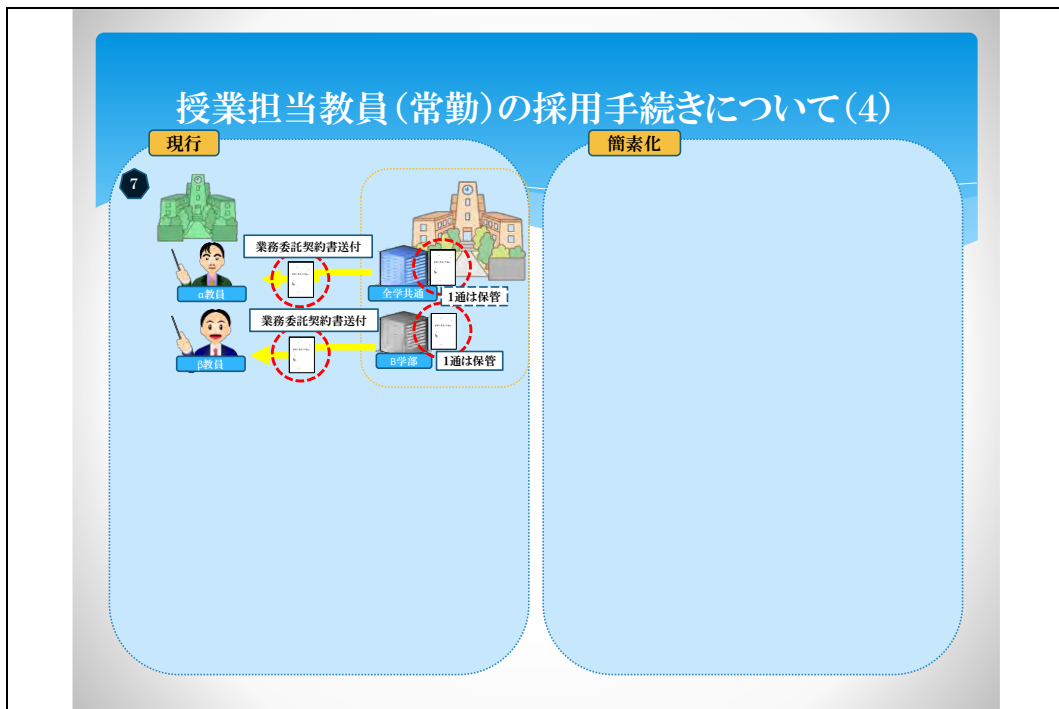 授業担当教員(常勤)の採用手続きについて(4)
現行
簡素化
7
業務委託契約書送付
α教員
全学共通
1通は保管
業務委託契約書送付
β教員
B学部
1通は保管